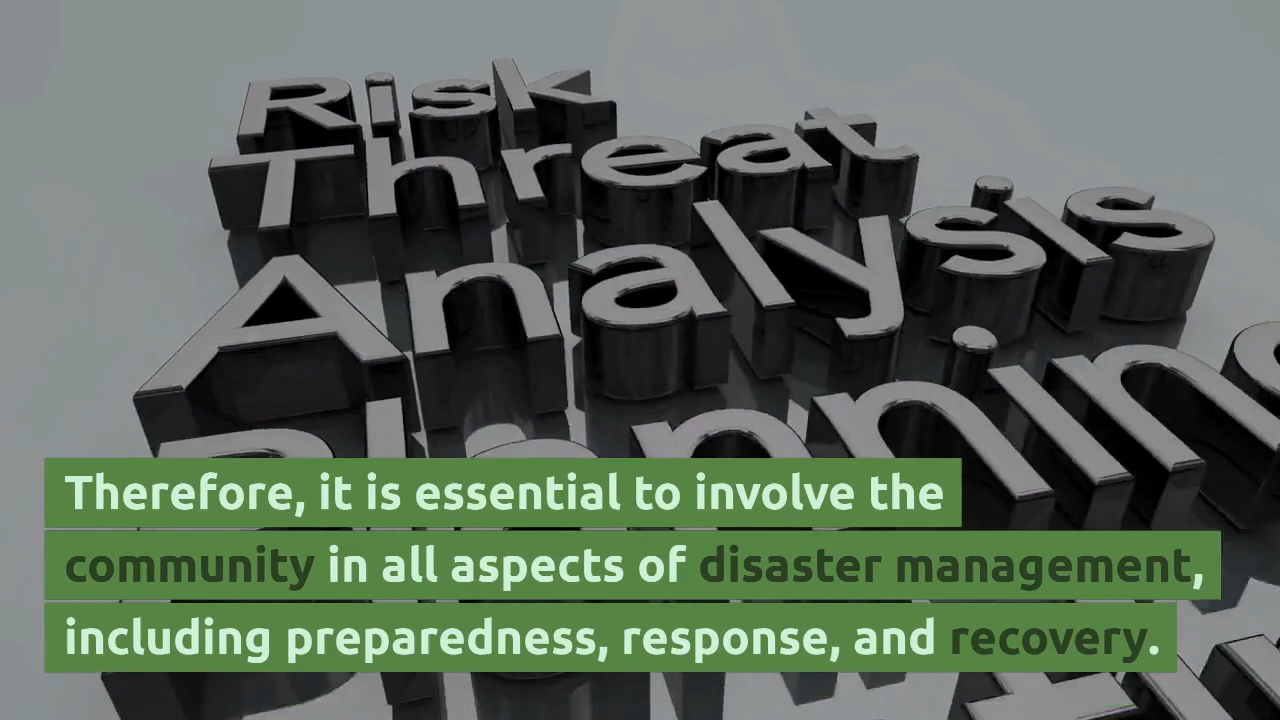 Risk
Threat
Analysis
Planning
Therefore, it is essential to involve the
community in all aspects of disaster management,
including preparedness, response, and recovery.